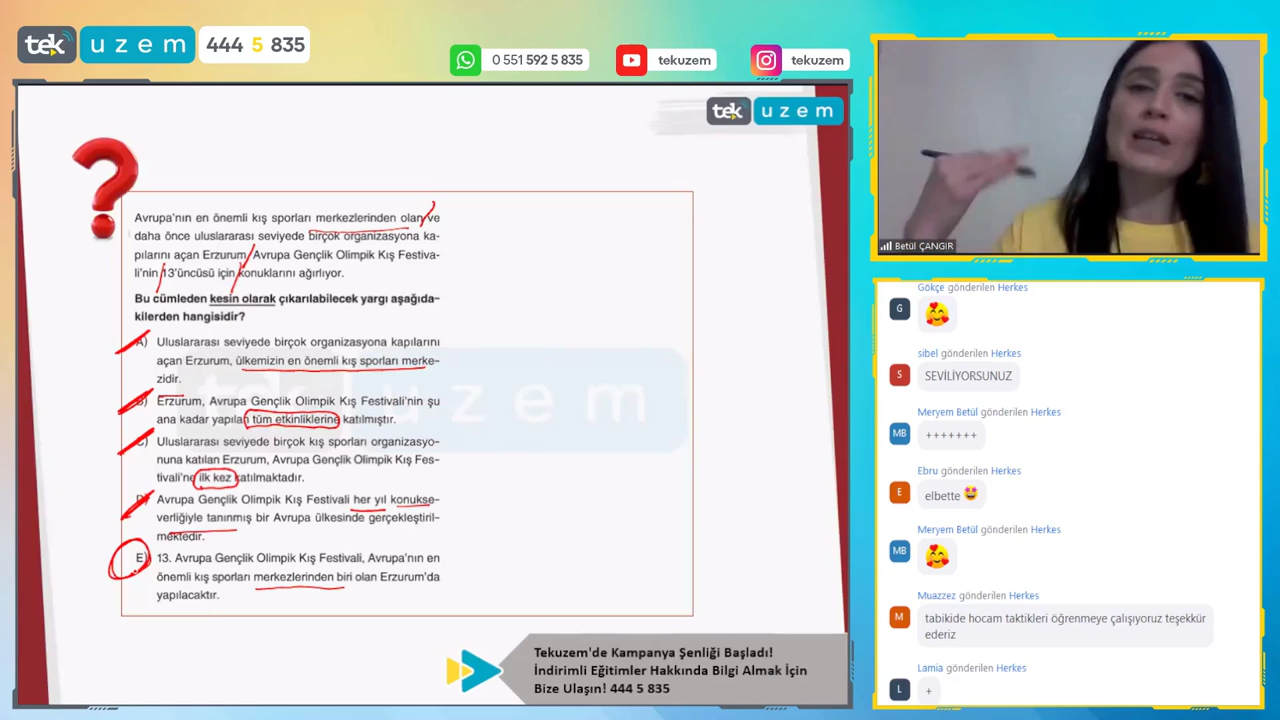 tek uzem 444 5 835
0 551 592 5 835
tekuzem
tekuzem
tek uzem
Avrupa'nın en önemli kış sporları merkezlerinden olan ve
daha önce uluslararası seviyede birçok organizasyona ka-
pılarını açan Erzurum, Avrupa Gençlik Olimpik Kış Festiva-
li'nin 13'üncüsü için konuklarını ağırlıyor.
Bu cümleden kesin olarak çıkarılabilecek yargı aşağıda-
kilerden hangisidir?
A) Uluslararası seviyede birçok organizasyona kapılarını
açan Erzurum, ülkemizin en önemli kış sporları merke-
zidir.
B) Erzurum, Avrupa Gençlik Olimpik Kış Festivali'nin şu
ana kadar yapılan tüm etkinliklerine katılmıştır.
C) Uluslararası seviyede birçok kış sporları organizasyo-
nuna katılan Erzurum, Avrupa Gençlik Olimpik Kış Fes-
tivali'ne ilk kez katılmaktadır.
D) Avrupa Gençlik Olimpik Kış Festivali her yıl konukse-
verliğiyle tanınmış bir Avrupa ülkesinde gerçekleştiril-
mektedir.
E) 13. Avrupa Gençlik Olimpik Kış Festivali, Avrupa'nın en
önemli kış sporları merkezlerinden biri olan Erzurum'da
yapılacaktır.
tek uzem
Tekuzem'de Kampanya Şenliği Başladı!
İndirimli Eğitimler Hakkında Bilgi Almak İçin
Bize Ulaşın! 444 5 835
Betül ÇANGIR
Gökçe gönderilen Herkes
G
sibel gönderilen Herkes
S SEVİLİYORSUNUZ
Meryem Betül gönderilen Herkes
MB +++++++
Ebru gönderilen Herkes
E elbette
Meryem Betül gönderilen Herkes
MB
Muazzez gönderilen Herkes
M tabikide hocam taktikleri öğrenmeye çalışıyoruz teşekkür
ederiz
Lamia gönderilen Herkes
L +